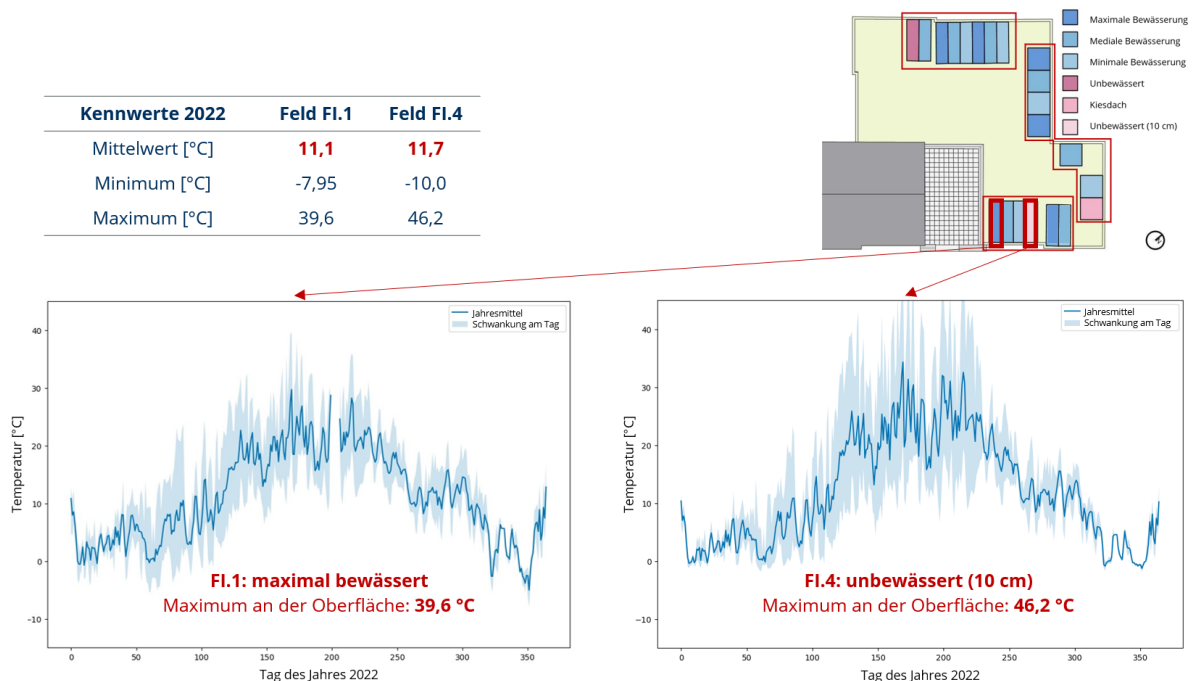 Maximale Bewässerung
Mediale Bewässerung
Minimale Bewässerung
Unbewässert
Kiesdach
Unbewässert (10 cm)
Kennwerte 2022 Feld FI.1 Feld FI.4
Mittelwert [°C] 11,1 11,7
Minimum [°C] -7,95 -10,0
Maximum [°C] 39,6 46,2
Jahresmittel
Schwankung am Tag
Temperatur [°C]
40
30
20
10
0
−10
FI.1: maximal bewässert
Maximum an der Oberfläche: 39,6 °C
0 50 100 150 200 250 300 350
Tag des Jahres 2022
Jahresmittel
Schwankung am Tag
Temperatur [°C]
40
30
20
10
0
−10
FI.4: unbewässert (10 cm)
Maximum an der Oberfläche: 46,2 °C
0 50 100 150 200 250 300 350
Tag des Jahres 2022